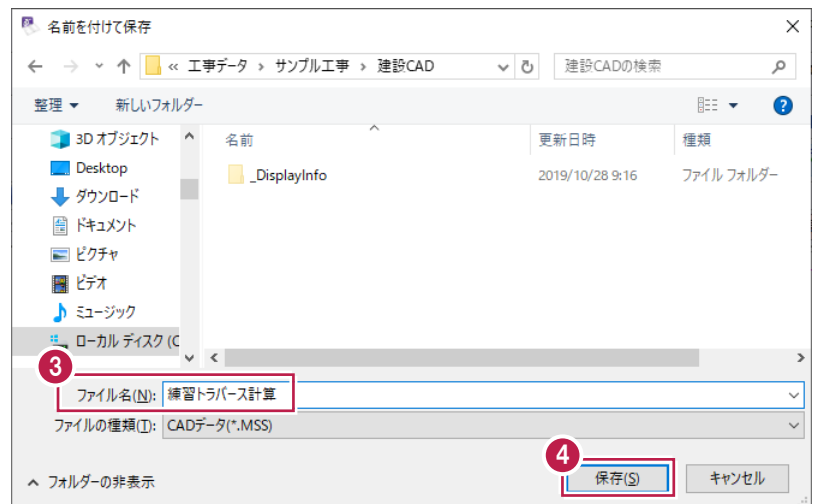 名前を付けて保存
« 工事データ › サンプル工事 › 建設CAD
建設CADの検索
整理 新しいフォルダー
名前 更新日時 種類
3D オブジェクト
Desktop
ダウンロード
ドキュメント
ピクチャ
ビデオ
ミュージック
ローカル ディスク (C
_DisplayInfo 2019/10/28 9:16 ファイル フォルダー
3
ファイル名(N): 練習トラバース計算
ファイルの種類(T): CADデータ(*.MSS)
4
フォルダーの非表示
保存(S) キャンセル